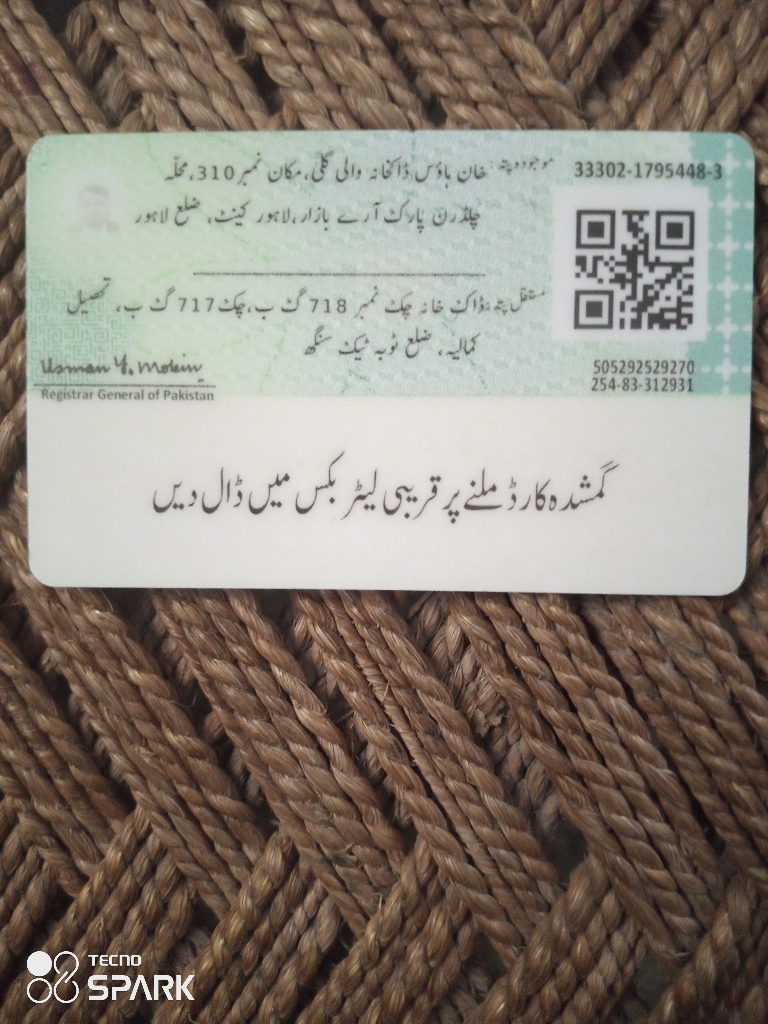 موجودہ پتہ: خان ہاؤس ڈاکخانہ والی گلی، مکان نمبر 310، محلّہ
چلڈرن پارک آرے بازار، لاہور کینٹ، ضلع لاہور
33302-1795448-3
مستقل پتہ: ڈاک خانہ چک نمبر 718 گ ب، چک 717 گ ب، تحصیل
کمالیہ، ضلع ٹوبہ ٹیک سنگھ
505292529270
254-83-312931
Usman Y. Mobin
Registrar General of Pakistan
گمشدہ کارڈ ملنے پر قریبی لیٹر بکس میں ڈال دیں
TECNO
SPARK